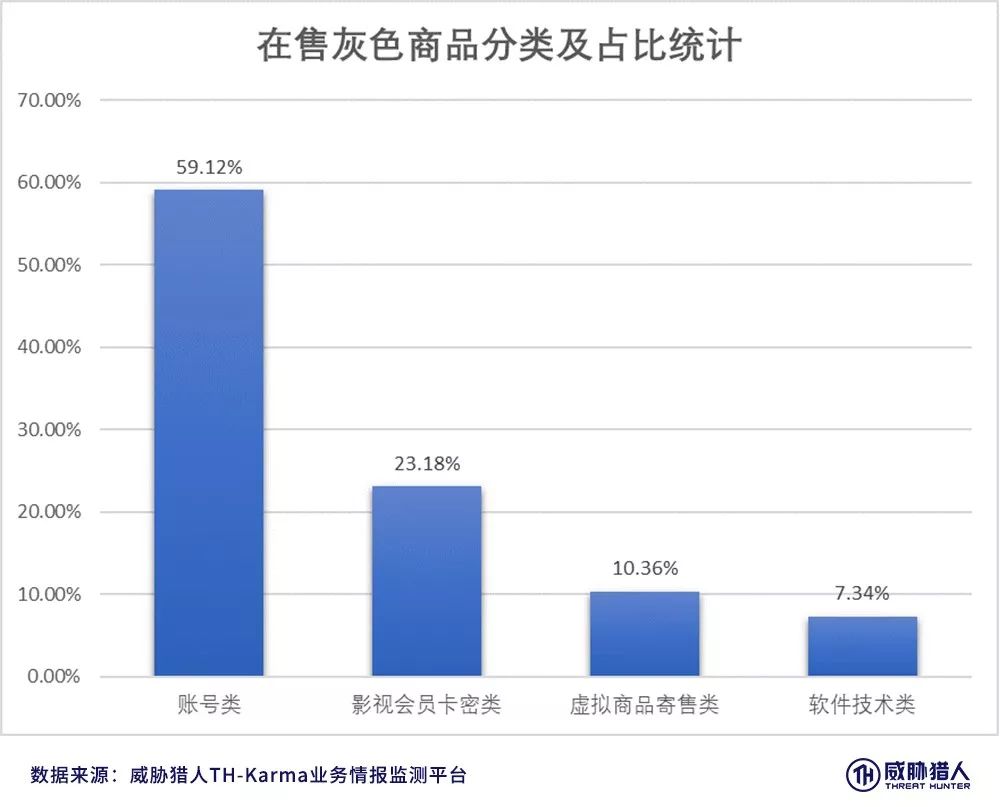 在售灰色商品分类及占比统计
70.00%
60.00%
50.00%
40.00%
30.00%
20.00%
10.00%
0.00%
59.12%
23.18%
10.36%
7.34%
账号类
影视会员卡密类
虚拟商品寄售类
软件技术类
数据来源：威胁猎人TH-Karma业务情报监测平台
TH 威胁猎人
THREAT HUNTER